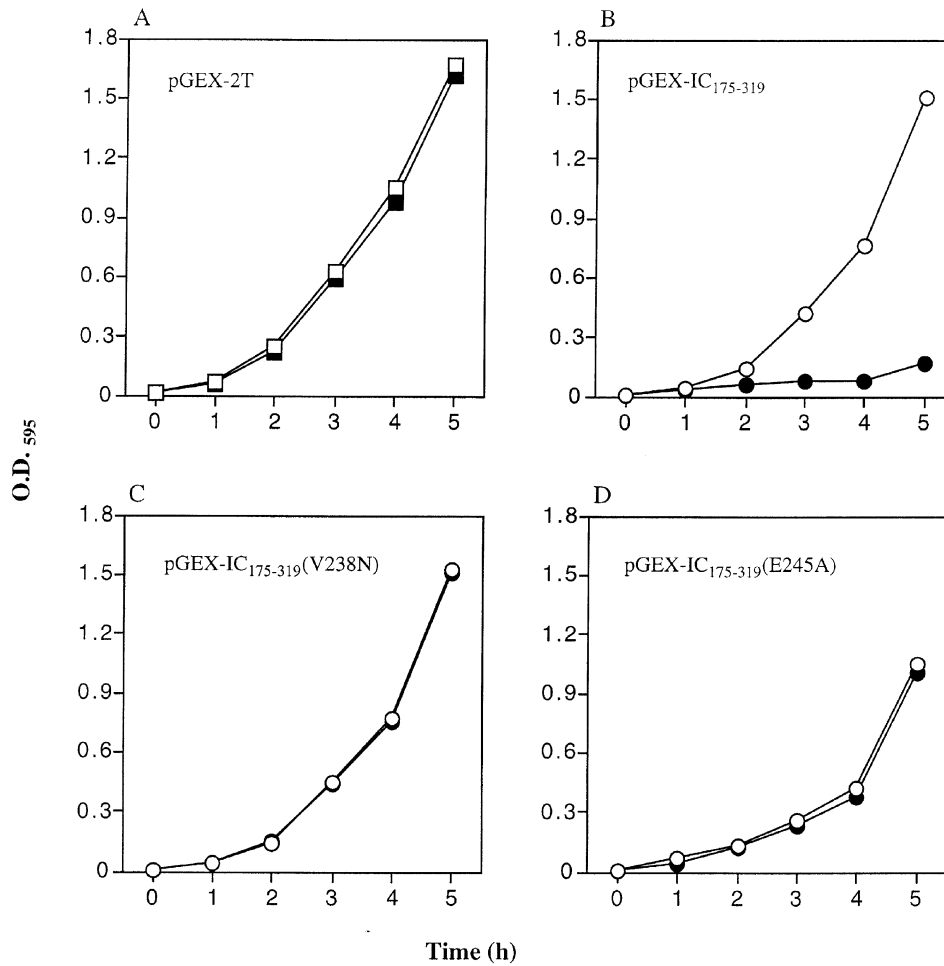 A
1.8
1.5
1.2
0.9
0.6
0.3
0
pGEX-2T
0 1 2 3 4 5
B
1.8
1.5
1.2
0.9
0.6
0.3
0
pGEX-IC175-319
0 1 2 3 4 5
O.D. 595
C
1.8
1.5
1.2
0.9
0.6
0.3
0
pGEX-IC175-319(V238N)
0 1 2 3 4 5
D
1.8
1.5
1.2
0.9
0.6
0.3
0
pGEX-IC175-319(E245A)
0 1 2 3 4 5
Time (h)